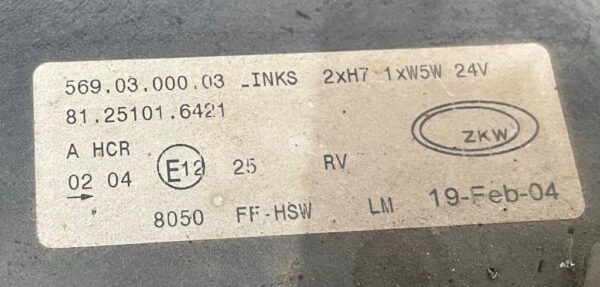 569.03.000.03 -INKS 2xH7 1xW5W 24V
81.25101.6421
ZKW
A HCR
02 04 E12 25 RV
8050 FF-HSW LM 19-Feb-04